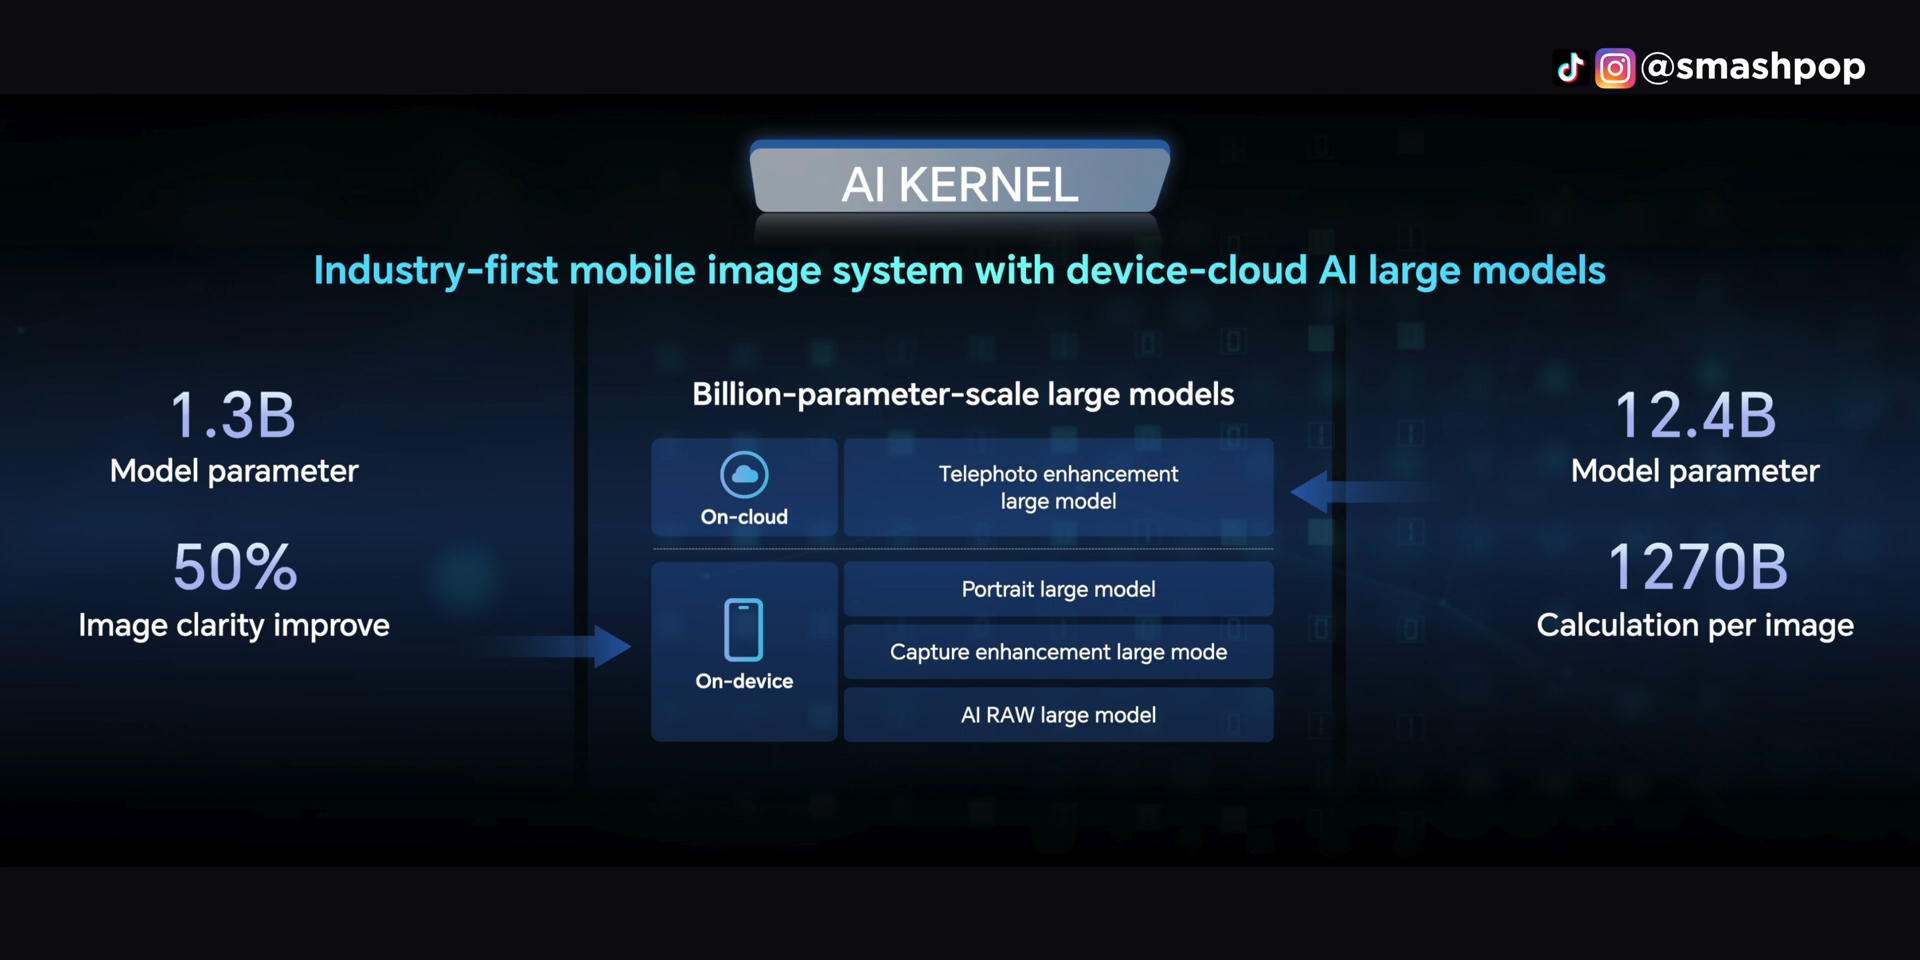 @smashpop
AI KERNEL
Industry-first mobile image system with device-cloud AI large models
1.3B
Model parameter
50%
Image clarity improve
Billion-parameter-scale large models
On-cloud
Telephoto enhancement
large model
On-device
Portrait large model
Capture enhancement large mode
AI RAW large model
12.4B
Model parameter
1270B
Calculation per image